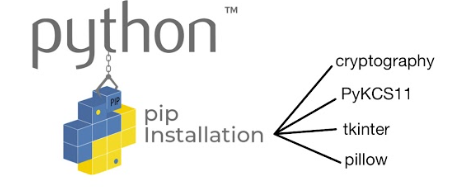 python™
PIP
pip
Installation
cryptography
PyKCS11
tkinter
pillow